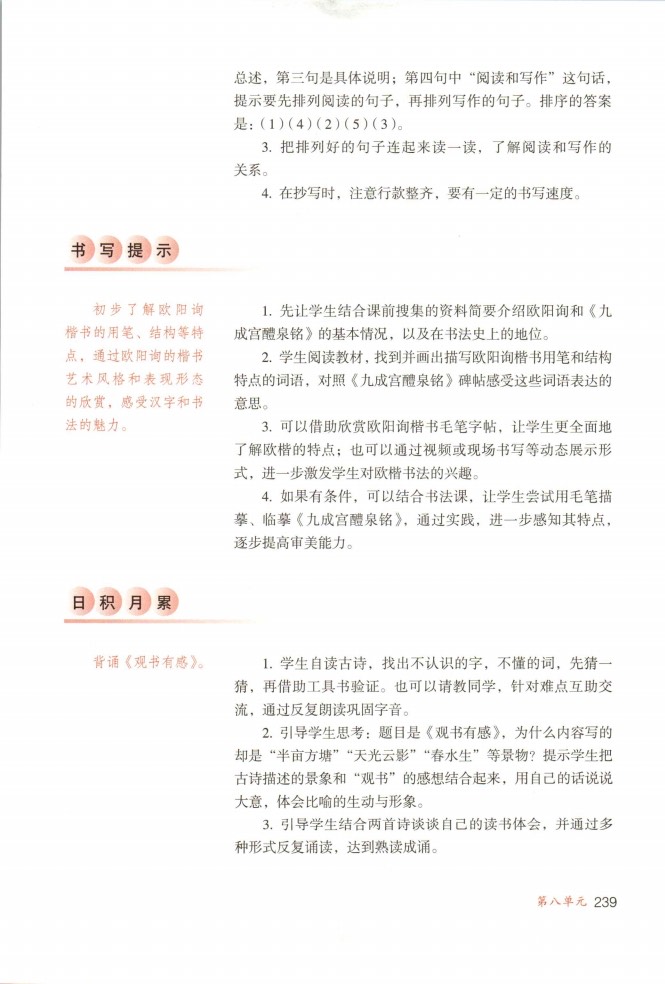 总述，第三句是具体说明；第四句中“阅读和写作”这句话，
提示要先排列阅读的句子，再排列写作的句子。排序的答案
是：（1）（4）（2）（5）（3）。
3. 把排列好的句子连起来读一读，了解阅读和写作的
关系。
4. 在抄写时，注意行款整齐，要有一定的书写速度。
书写提示
初步了解欧阳询
楷书的用笔、结构等特
点，通过欧阳询的楷书
艺术风格和表现形态
的欣赏，感受汉字和书
法的魅力。
1. 先让学生结合课前搜集的资料简要介绍欧阳询和《九
成宫醴泉铭》的基本情况，以及在书法史上的地位。
2. 学生阅读教材，找到并画出描写欧阳询楷书用笔和结构
特点的词语，对照《九成宫醴泉铭》碑帖感受这些词语表达的
意思。
3. 可以借助欣赏欧阳询楷书毛笔字帖，让学生更全面地
了解欧楷的特点；也可以通过视频或现场书写等动态展示形
式，进一步激发学生对欧楷书法的兴趣。
4. 如果有条件，可以结合书法课，让学生尝试用毛笔描
摹、临摹《九成宫醴泉铭》，通过实践，进一步感知其特点，
逐步提高审美能力。
日积月累
背诵《观书有感》。
1. 学生自读古诗，找出不认识的字，不懂的词，先猜一
猜，再借助工具书验证。也可以请教同学，针对难点互助交
流，通过反复朗读巩固字音。
2. 引导学生思考：题目是《观书有感》，为什么内容写的
却是“半亩方塘”“天光云影”“春水生”等景物？提示学生把
古诗描述的景象和“观书”的感想结合起来，用自己的话说说
大意，体会比喻的生动与形象。
3. 引导学生结合两首诗谈谈自己的读书体会，并通过多
种形式反复诵读，达到熟读成诵。
第八单元 239